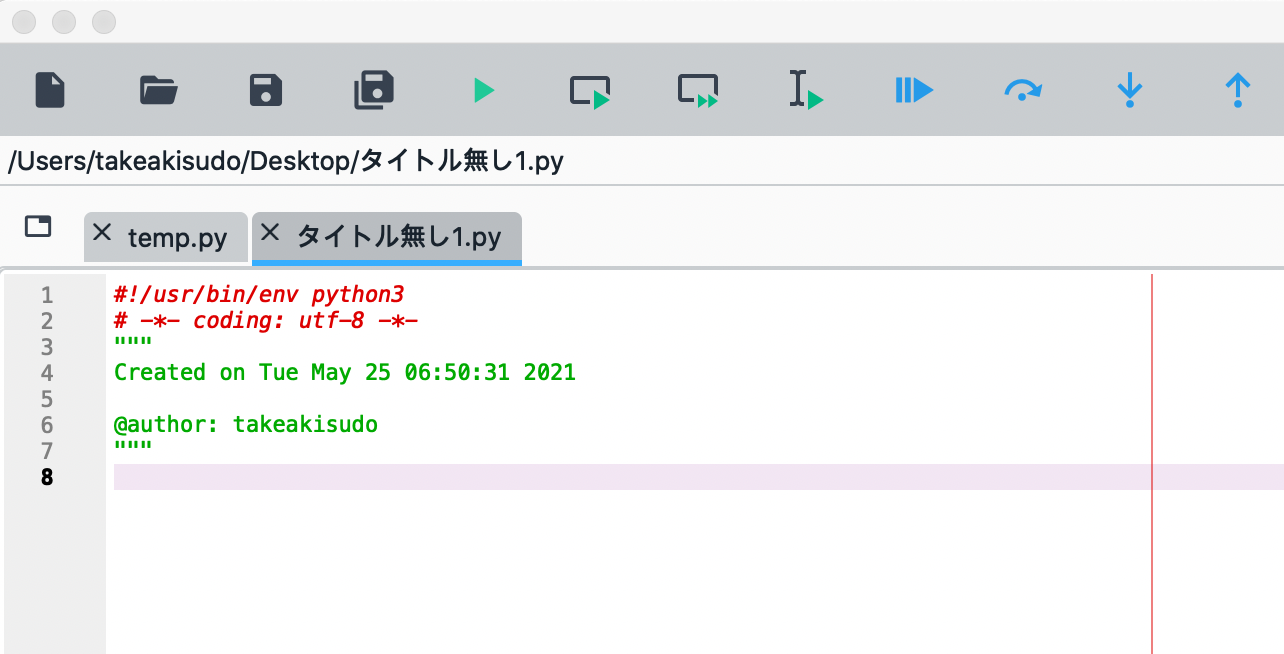 /Users/takeakisudo/Desktop/タイトル無し1.py
temp.py
タイトル無し1.py
1 #!/usr/bin/env python3
2 # -*- coding: utf-8 -*-
3 """
4 Created on Tue May 25 06:50:31 2021
5
6 @author: takeakisudo
7 """
8